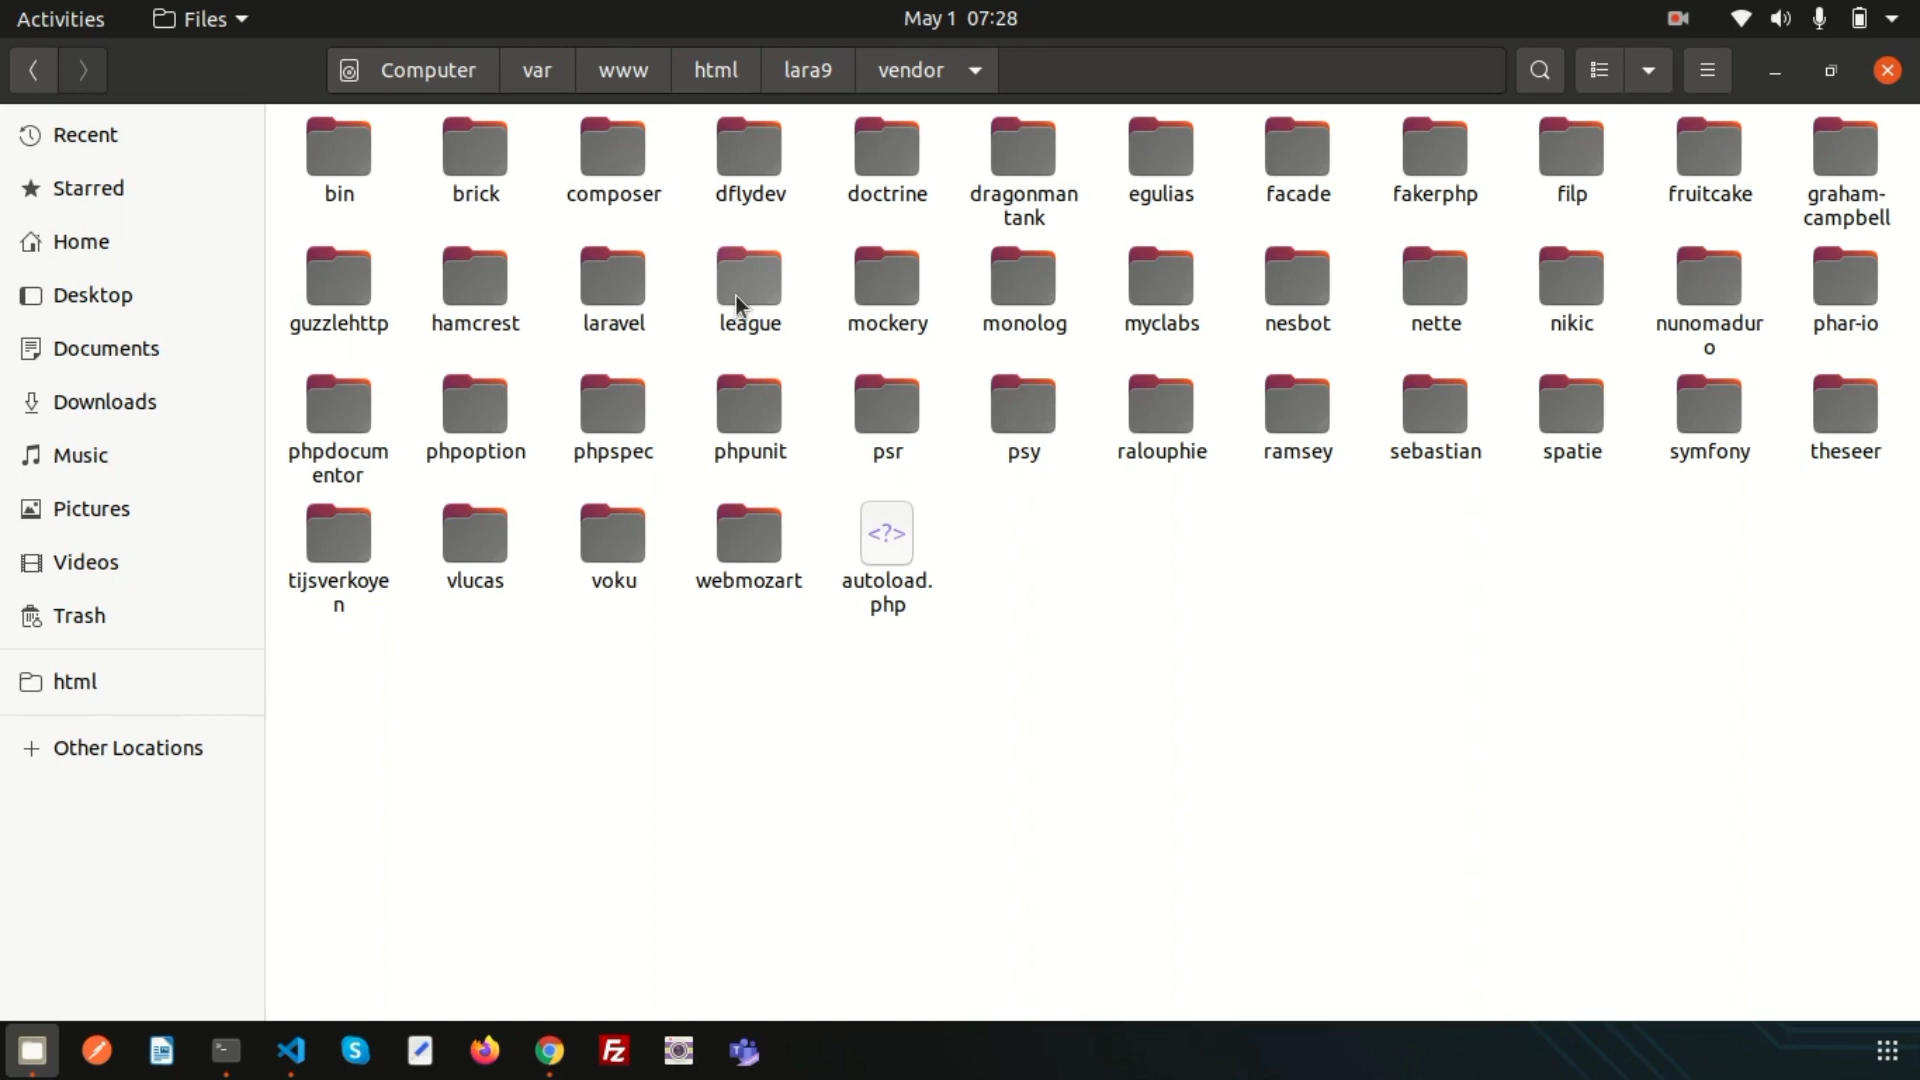 Activities
Files
May 1 07:28
Computer
var
www
html
lara9
vendor
Recent
Starred
Home
Desktop
Documents
Downloads
Music
Pictures
Videos
Trash
html
Other Locations
bin
brick
composer
dflydev
doctrine
dragonman
tank
egulias
facade
fakerphp
filp
fruitcake
graham-
campbell
guzzlehttp
hamcrest
laravel
league
mockery
monolog
myclabs
nesbot
nette
nikic
nunomadur
o
phar-io
phpdocum
entor
phpoption
phpspec
phpunit
psr
psy
ralouphie
ramsey
sebastian
spatie
symfony
theseer
tijsverkoye
n
vlucas
voku
webmozart
<?>
autoload.
php